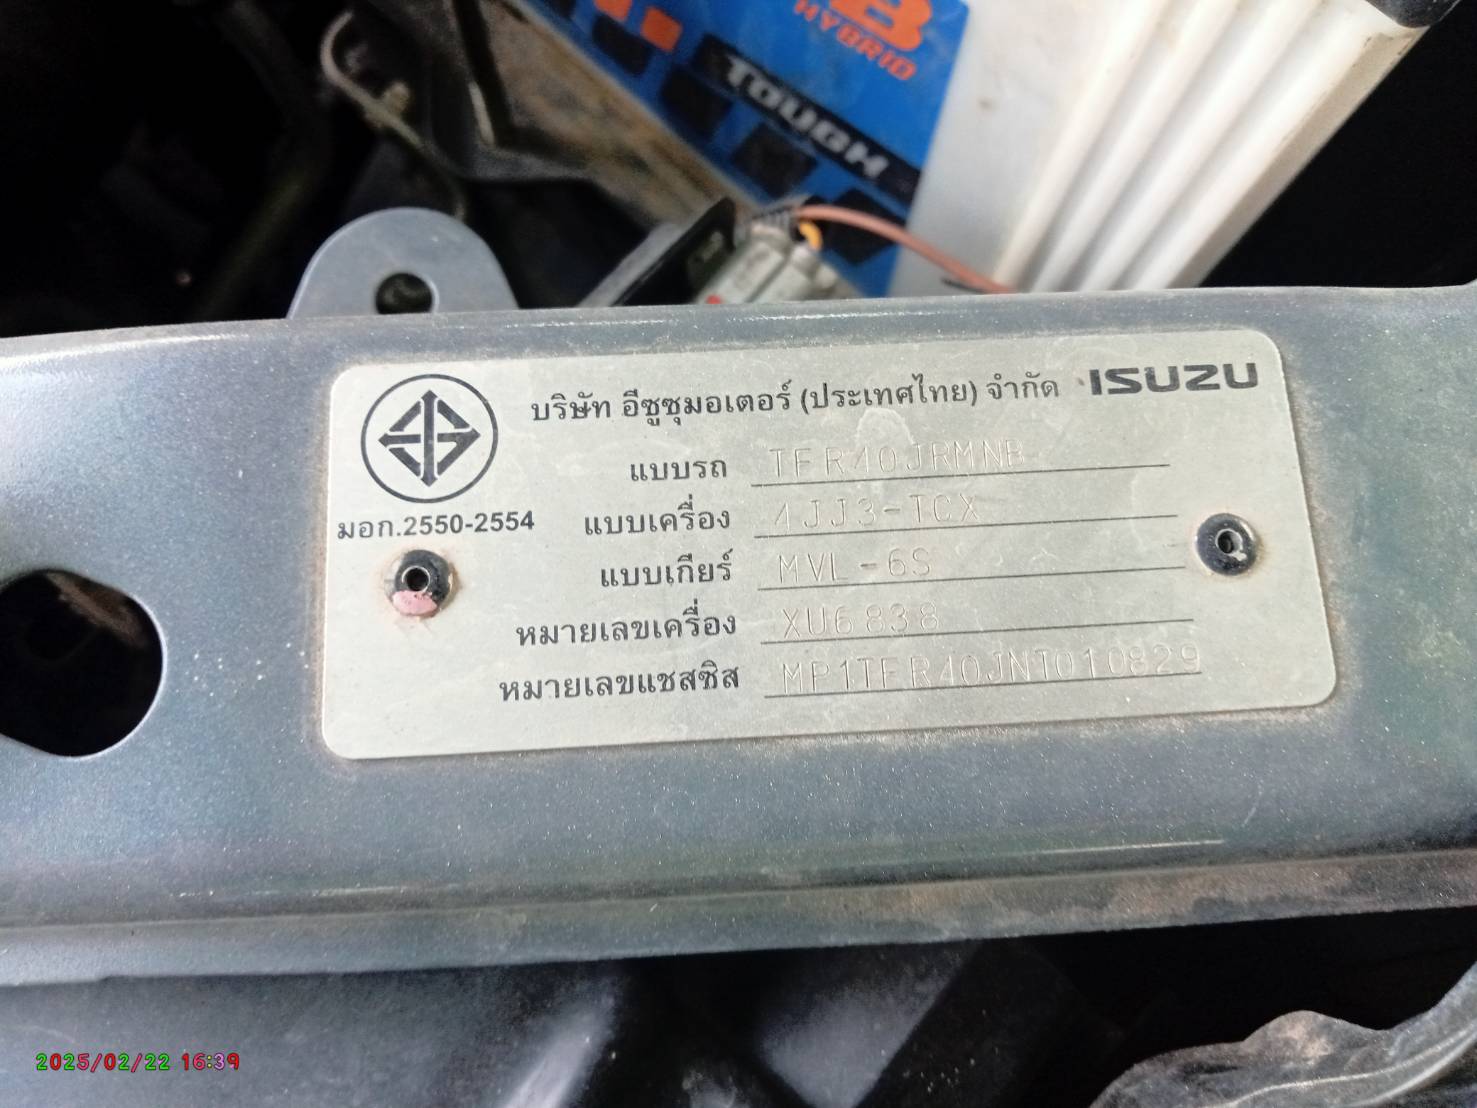 B
HYBRID
TOUGH
บริษัท อีซูซุมอเตอร์ (ประเทศไทย) จำกัด ISUZU
แบบรถ TFR40JRMNB
มอก.2550-2554
แบบเครื่อง 4JJ3-TCX
แบบเกียร์ MVL-6S
หมายเลขเครื่อง XU6838
หมายเลขแชสซิส MP1TFR40JNT010829
2025/02/22 16:39